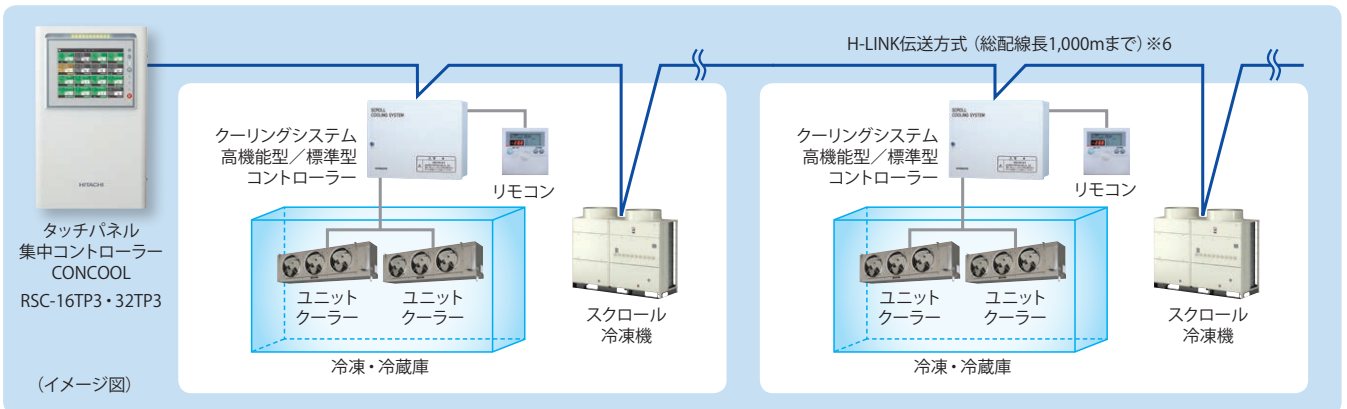 H-LINK伝送方式（総配線長1,000mまで）※6
HITACHI
タッチパネル
集中コントローラー
CONCOOL
RSC-16TP3・32TP3
（イメージ図）
SCROLL
COOLING SYSTEM
クーリングシステム
高機能型／標準型
コントローラー
リモコン
ユニット
クーラー
ユニット
クーラー
冷凍・冷蔵庫
スクロール
冷凍機
SCROLL
COOLING SYSTEM
クーリングシステム
高機能型／標準型
コントローラー
リモコン
ユニット
クーラー
ユニット
クーラー
冷凍・冷蔵庫
スクロール
冷凍機